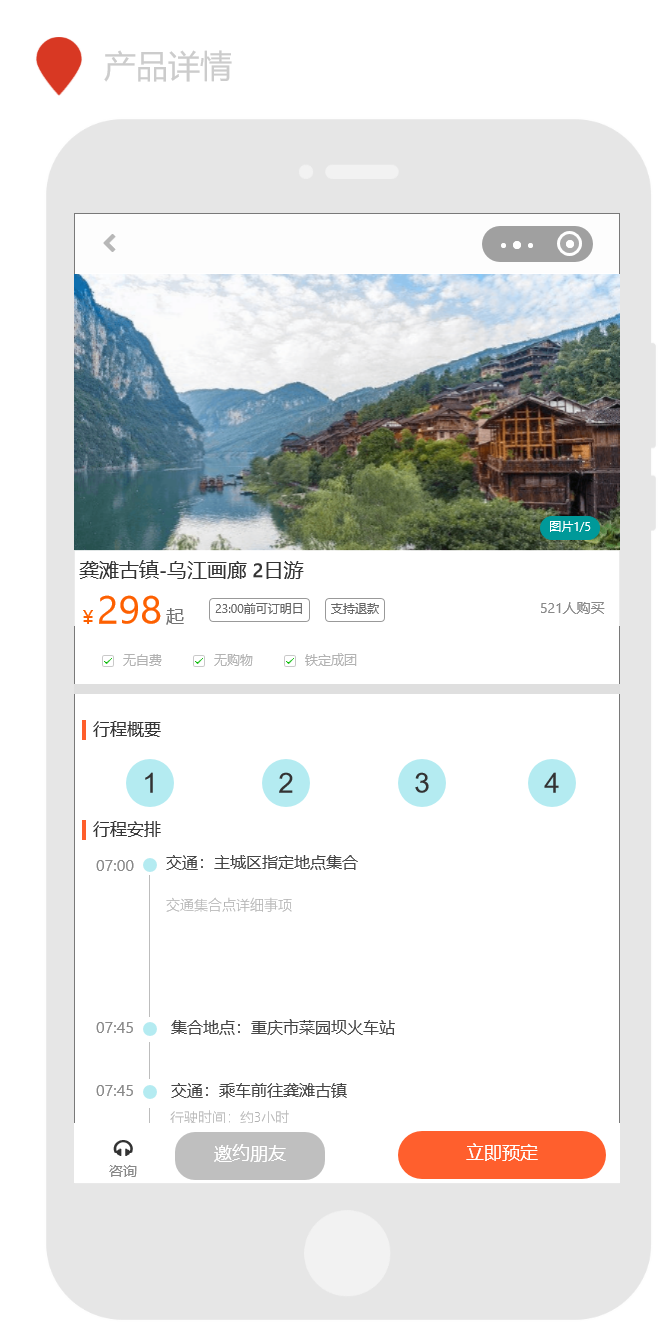 产品详情
图片1/5
龚滩古镇-乌江画廊 2日游
¥298起 23:00前可订明日 支持退款 521人购买
无自费 无购物 铁定成团
行程概要
1 2 3 4
行程安排
07:00 交通：主城区指定地点集合
交通集合点详细事项
07:45 集合地点：重庆市菜园坝火车站
07:45 交通：乘车前往龚滩古镇
行驶时间：约3小时
咨询 邀约朋友 立即预定